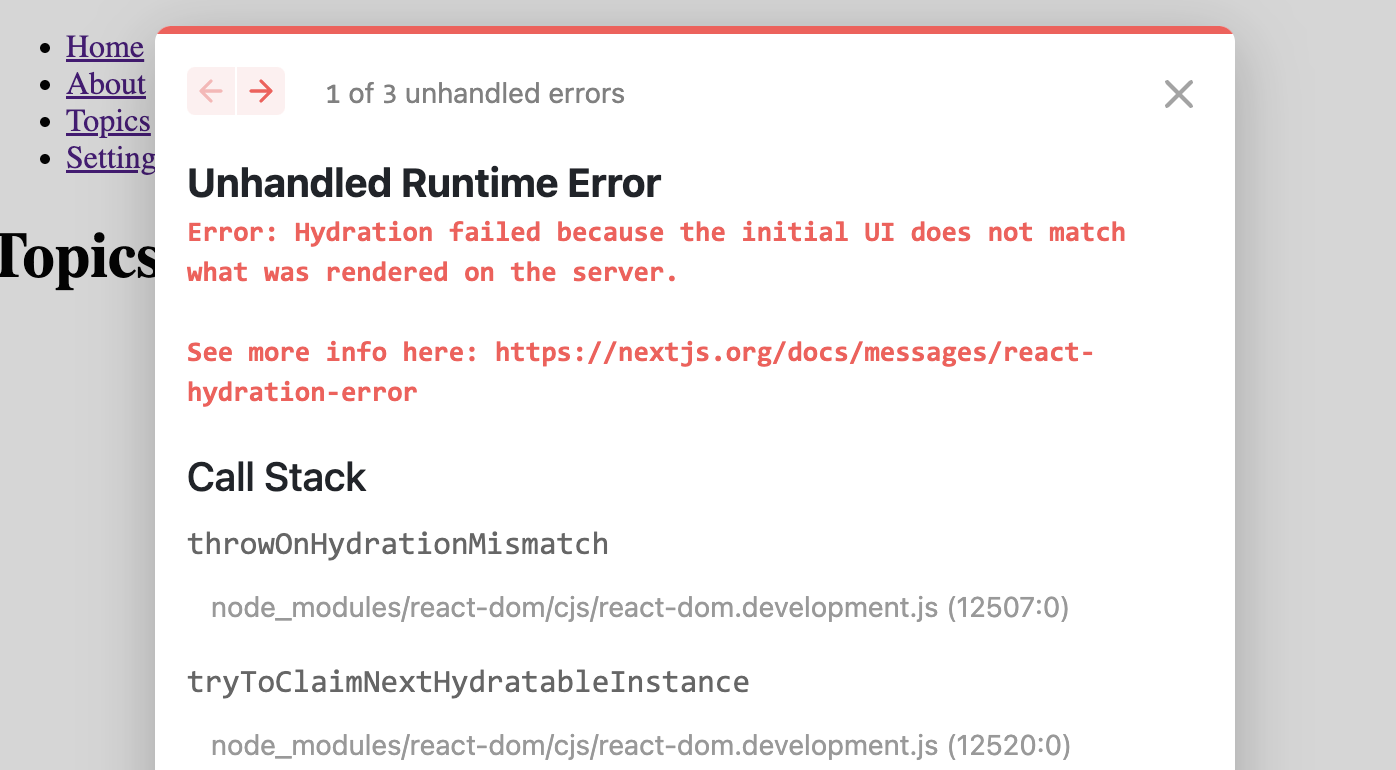 Home
About
Topics
Setting
Topics
1 of 3 unhandled errors
Unhandled Runtime Error
Error: Hydration failed because the initial UI does not match
what was rendered on the server.
See more info here: https://nextjs.org/docs/messages/react-
hydration-error
Call Stack
throwOnHydrationMismatch
node_modules/react-dom/cjs/react-dom.development.js (12507:0)
tryToClaimNextHydratableInstance
node_modules/react-dom/cjs/react-dom.development.js (12520:0)